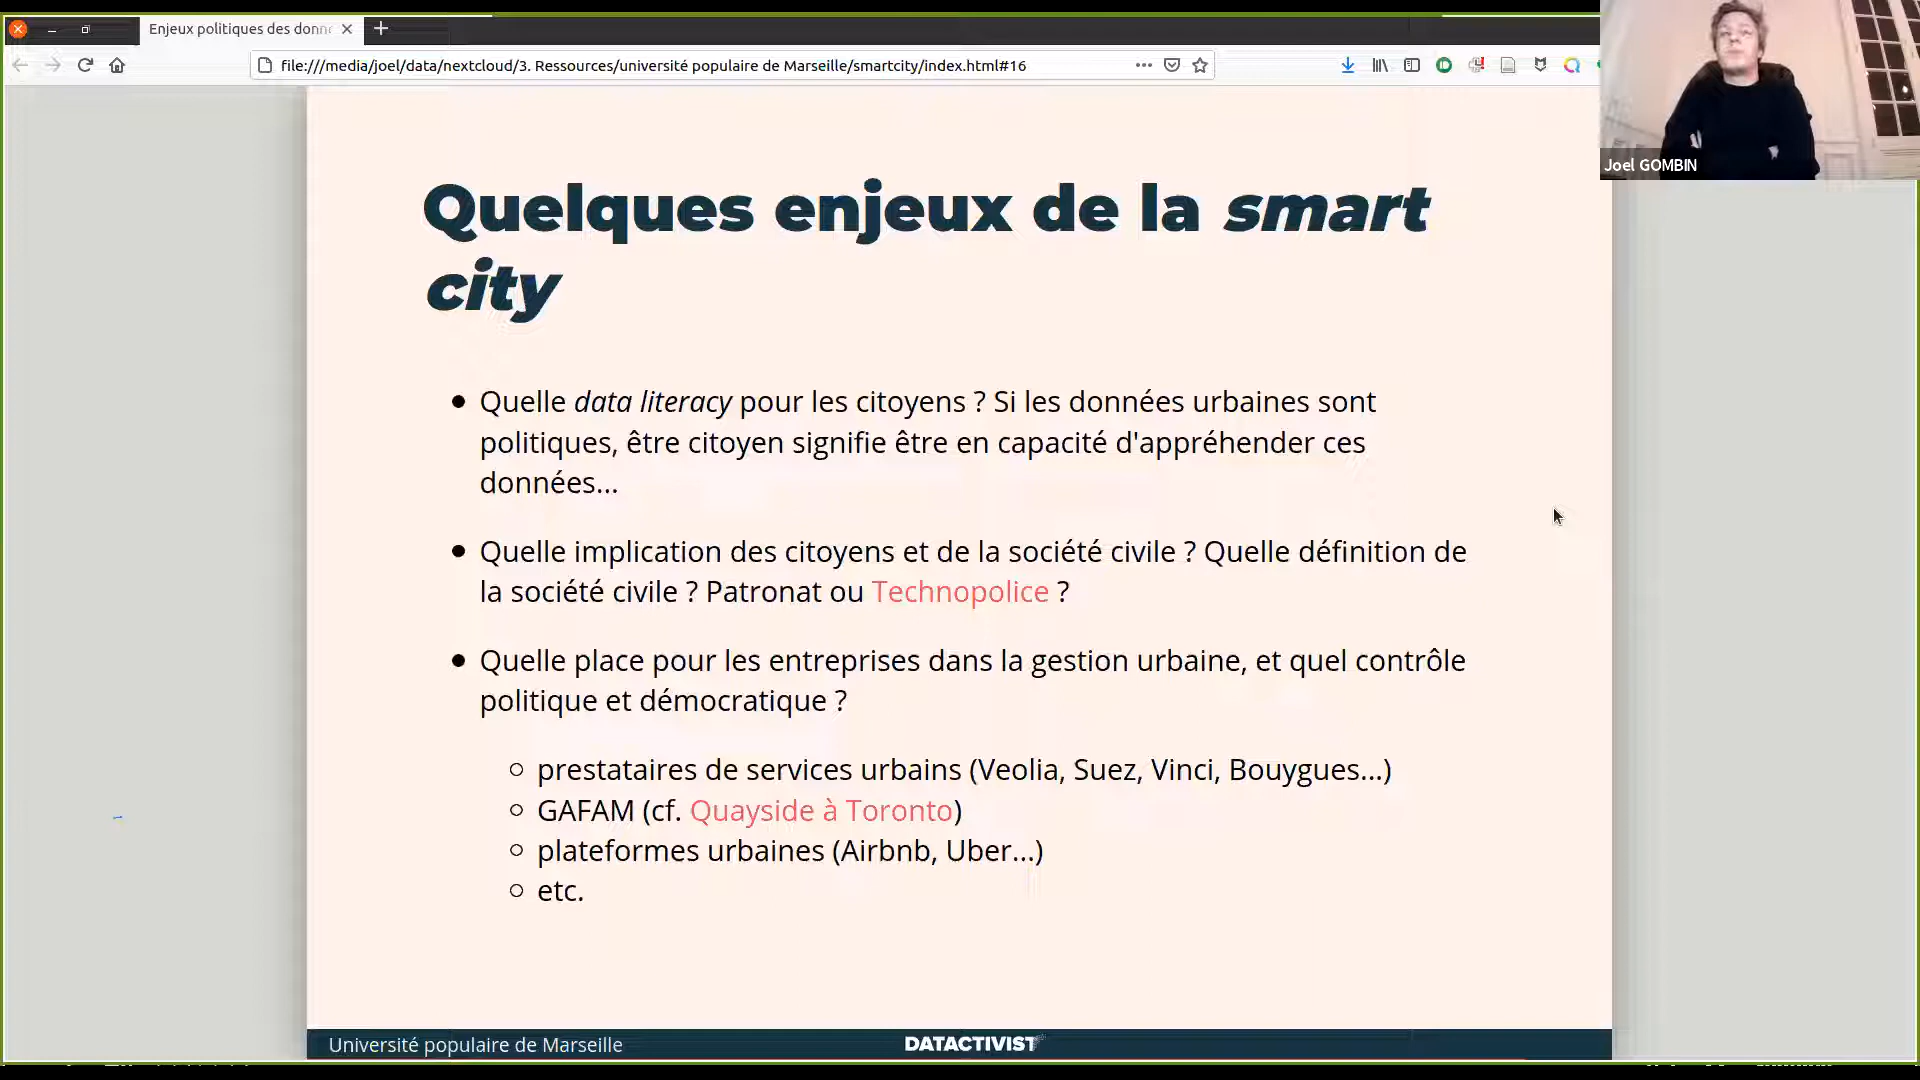 Enjeux politiques des donn
file:///media/joel/data/nextcloud/3. Ressources/université populaire de Marseille/smartcity/index.html#16
Joel GOMBIN
Quelques enjeux de la smart
city
Quelle data literacy pour les citoyens ? Si les données urbaines sont
politiques, être citoyen signifie être en capacité d'appréhender ces
données...
Quelle implication des citoyens et de la société civile ? Quelle définition de
la société civile ? Patronat ou Technopolice ?
Quelle place pour les entreprises dans la gestion urbaine, et quel contrôle
politique et démocratique ?
prestataires de services urbains (Veolia, Suez, Vinci, Bouygues...)
GAFAM (cf. Quayside à Toronto)
plateformes urbaines (Airbnb, Uber...)
etc.
Université populaire de Marseille
DATACTIVIST